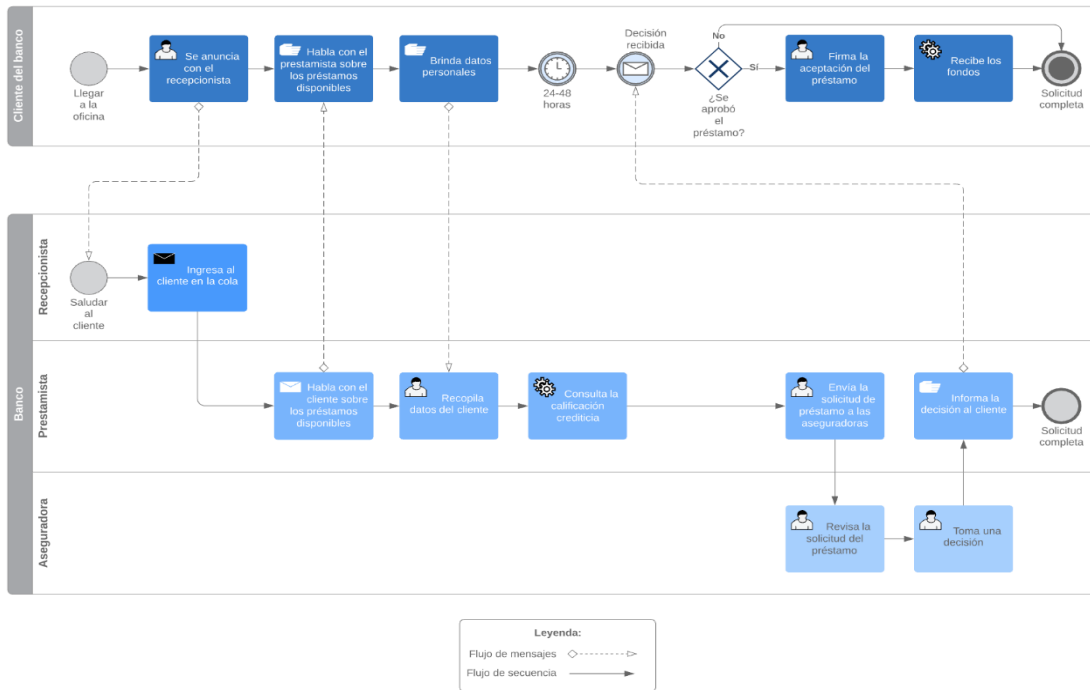 Cliente del banco
Llegar
a la
oficina
Se anuncia
con el
recepcionista
Habla con el
prestamista sobre
los préstamos
disponibles
Brinda datos
personales
24-48
horas
Decisión
recibida
No
Sí
¿Se
aprobó
el
préstamo?
Firma la
aceptación del
préstamo
Recibe los
fondos
Solicitud
completa
Banco
Recepcionista
Saludar
al
cliente
Ingresa al
cliente en la cola
Prestamista
Habla con el
cliente sobre
los préstamos
disponibles
Recopila
datos del cliente
Consulta la
calificación
crediticia
Envía la
solicitud de
préstamo a las
aseguradoras
Informa la
decisión al cliente
Solicitud
completa
Aseguradora
Revisa la
solicitud del
préstamo
Toma una
decisión
Leyenda:
Flujo de mensajes
Flujo de secuencia